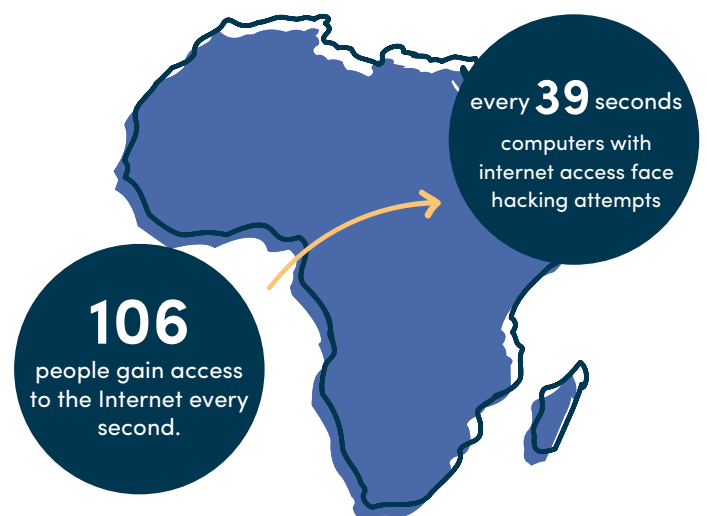 every 39 seconds
computers with
internet access face
hacking attempts
106
people gain access
to the Internet every
second.